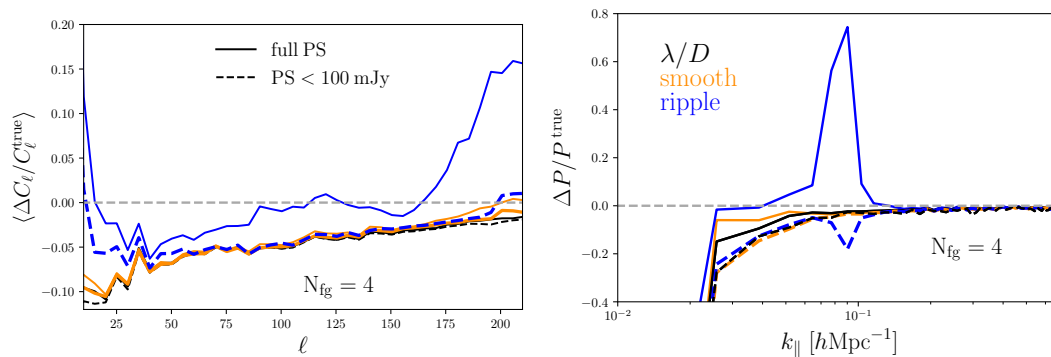 0.20
0.15
0.10
0.05
0.00
−0.05
−0.10
⟨ΔC_ℓ/C_ℓ^true⟩
full PS
PS < 100 mJy
N_fg = 4
25 50 75 100 125 150 175 200
ℓ
0.8
0.6
0.4
0.2
0.0
−0.2
−0.4
ΔP/P^true
λ/D
smooth
ripple
N_fg = 4
10^−2 10^−1
k_∥ [hMpc^−1]